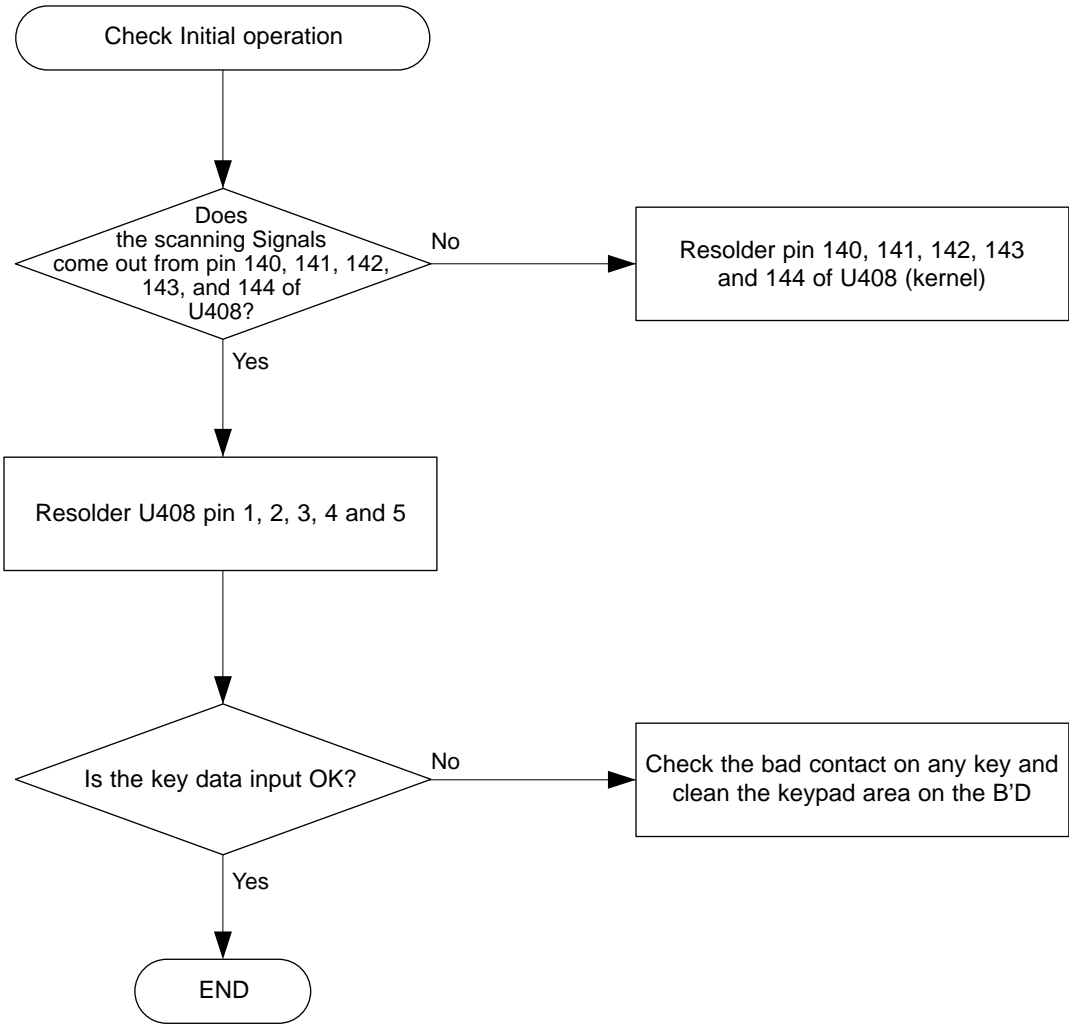 Check Initial operation
Does
the scanning Signals
come out from pin 140, 141, 142,
143, and 144 of
U408?
No
Resolder pin 140, 141, 142, 143
and 144 of U408 (kernel)
Yes
Resolder U408 pin 1, 2, 3, 4 and 5
Is the key data input OK?
No
Check the bad contact on any key and
clean the keypad area on the B’D
Yes
END